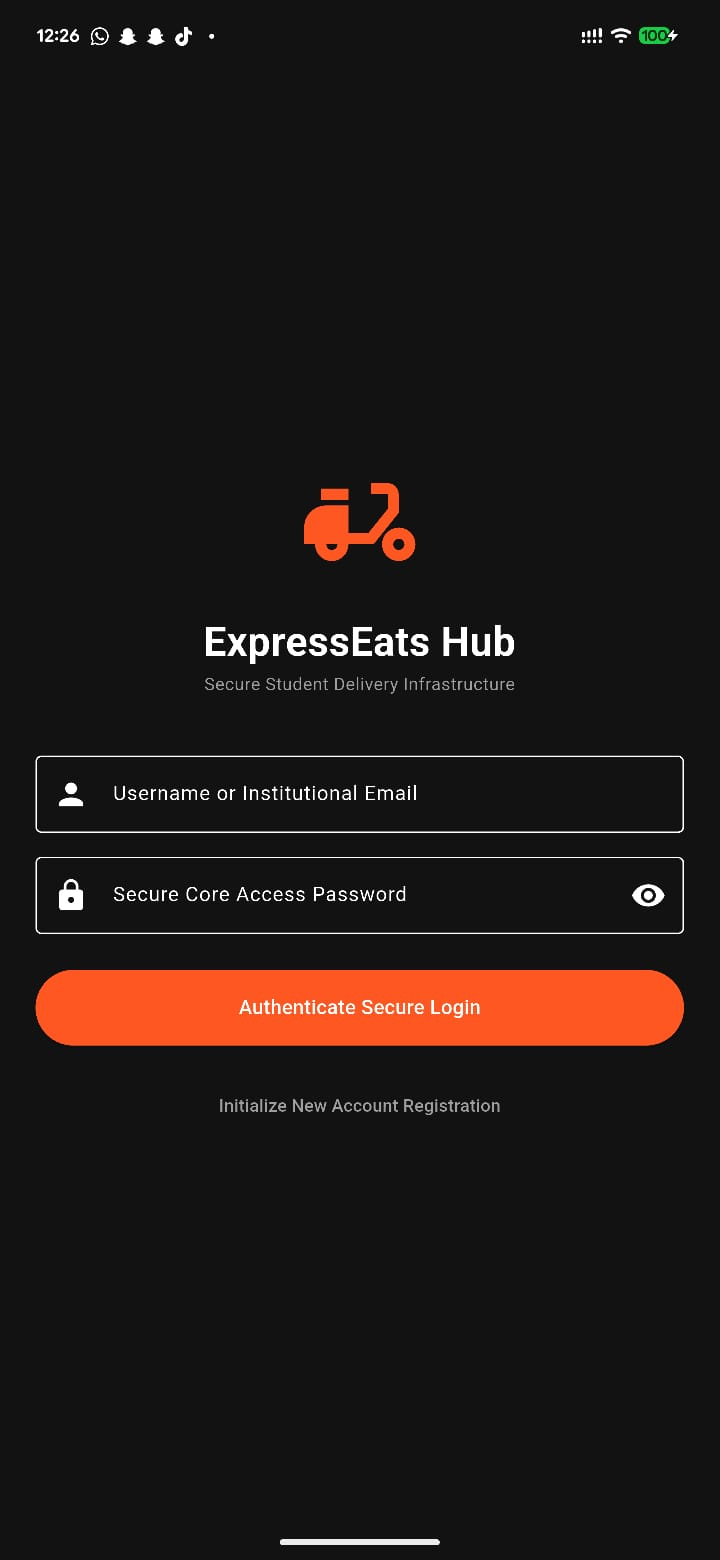 12:26
100
ExpressEats Hub
Secure Student Delivery Infrastructure
Username or Institutional Email
Secure Core Access Password
Authenticate Secure Login
Initialize New Account Registration